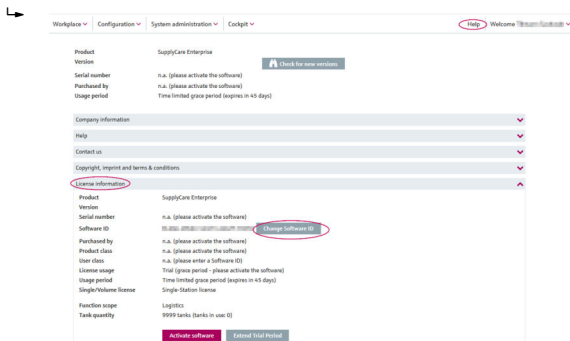 Workplace Configuration System administration Cockpit Help Welcome
Product SupplyCare Enterprise
Version Check for new versions
Serial number n.a. (please activate the software)
Purchased by n.a. (please activate the software)
Usage period Time limited grace period (expires in 45 days)
Company information
Help
Contact us
Copyright, imprint and terms & conditions
License information
Product SupplyCare Enterprise
Version
Serial number n.a. (please activate the software)
Software ID Change Software ID
Purchased by n.a. (please activate the software)
Product class n.a. (please activate the software)
User class n.a. (please enter a Software ID)
License usage Trial (grace period - please activate the software)
Usage period Time limited grace period (expires in 45 days)
Single/Volume license Single-Station license
Function scope Logistics
Tank quantity 9999 tanks (tanks in use: 0)
Activate software Extend Trial Period